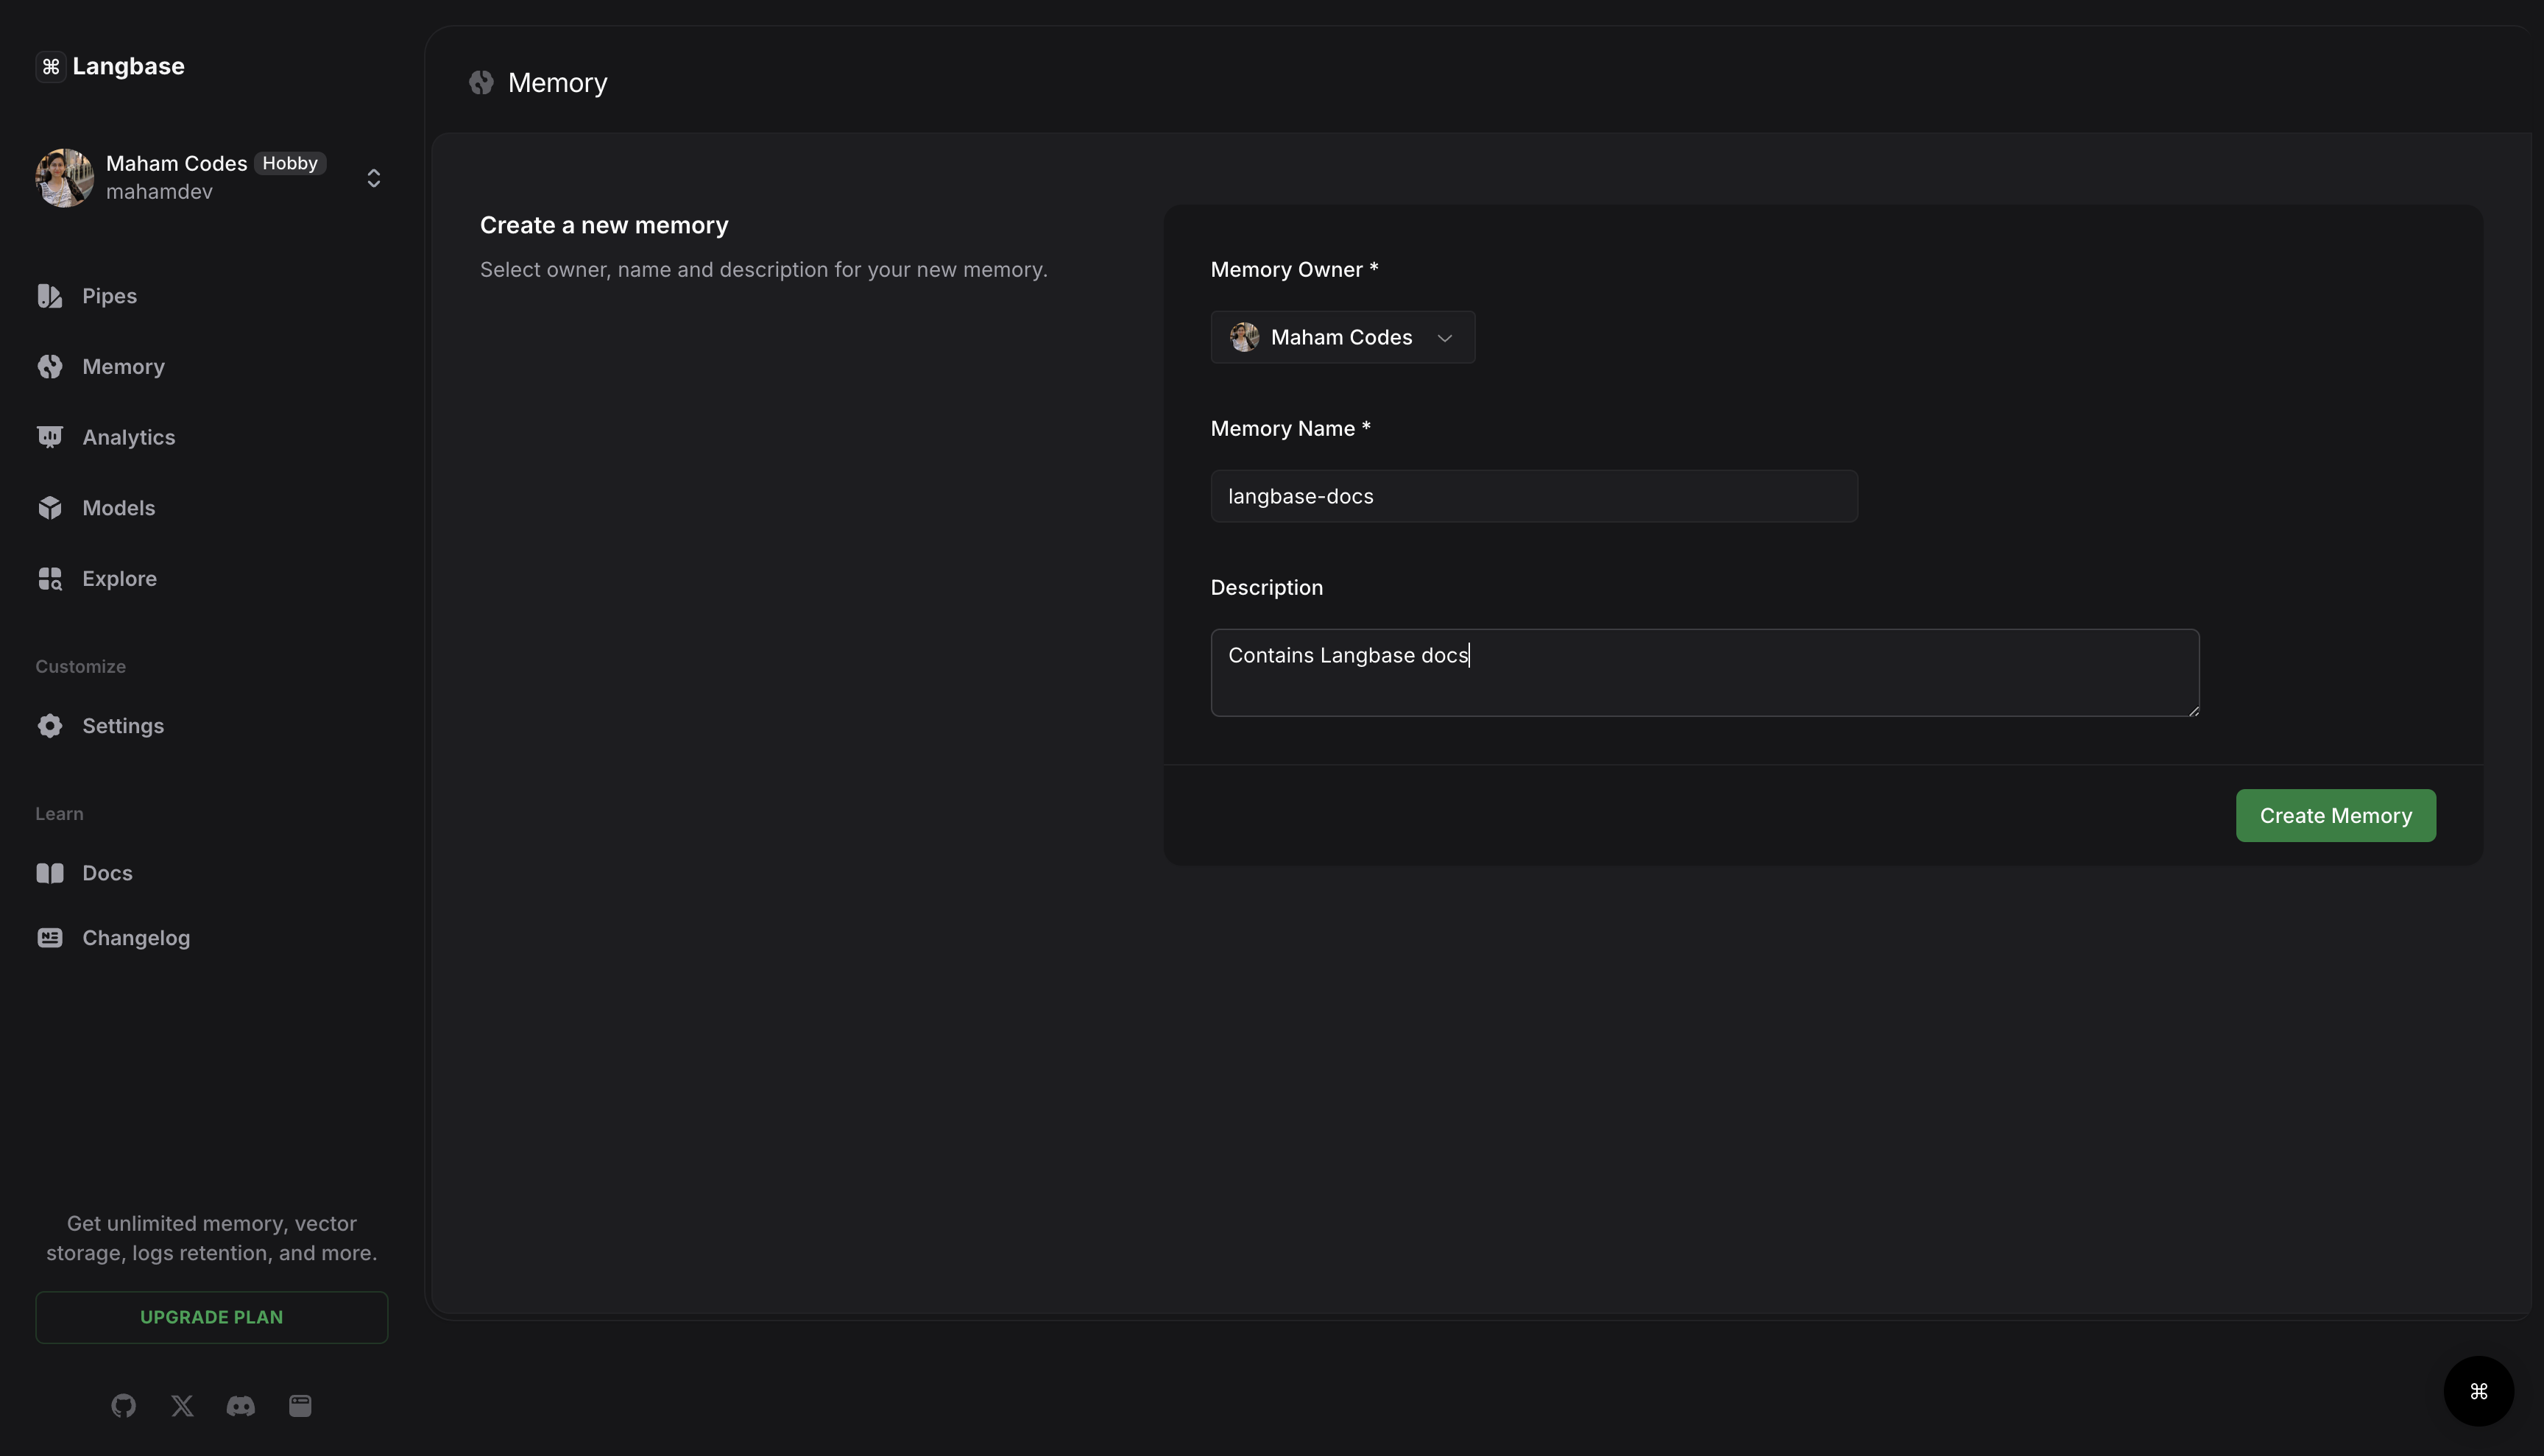 ⌘ Langbase
Maham Codes Hobby
mahamdev
Pipes
Memory
Analytics
Models
Explore
Customize
Settings
Learn
Docs
Changelog
Get unlimited memory, vector
storage, logs retention, and more.
UPGRADE PLAN
Memory
Create a new memory
Select owner, name and description for your new memory.
Memory Owner *
Maham Codes
Memory Name *
langbase-docs
Description
Contains Langbase docs
Create Memory
⌘